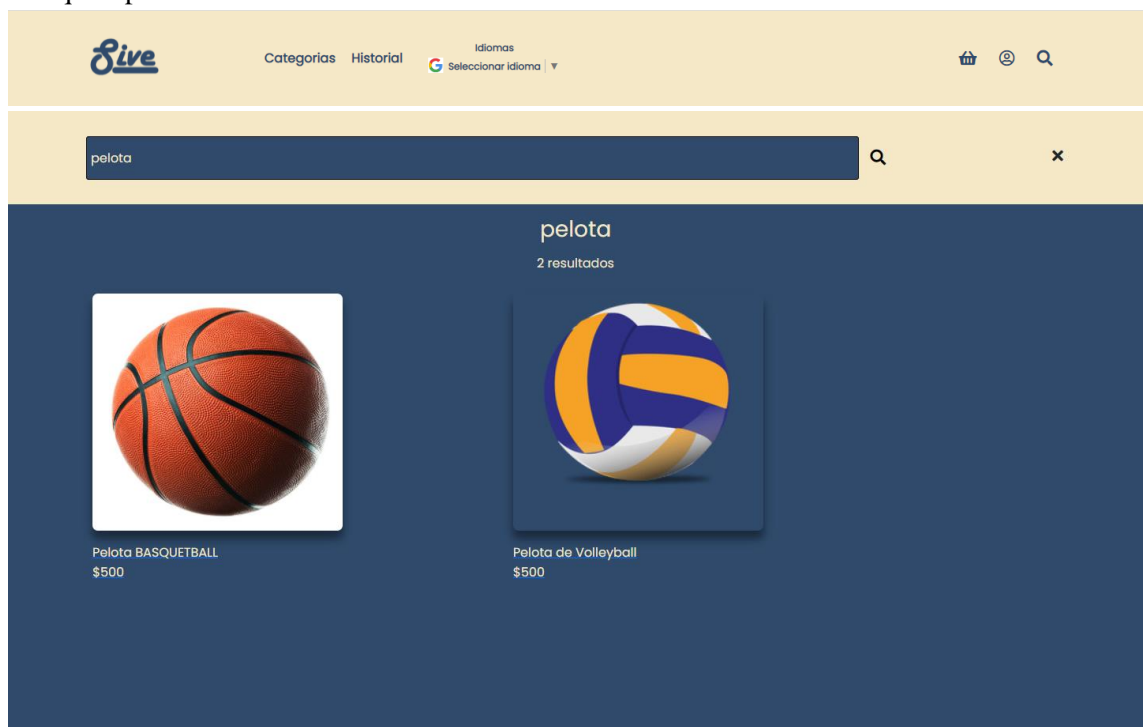 Sive
Categorias Historial
Idiomas
G Seleccionar idioma ▼
pelota
pelota
2 resultados
Pelota BASQUETBALL
$500
Pelota de Volleyball
$500